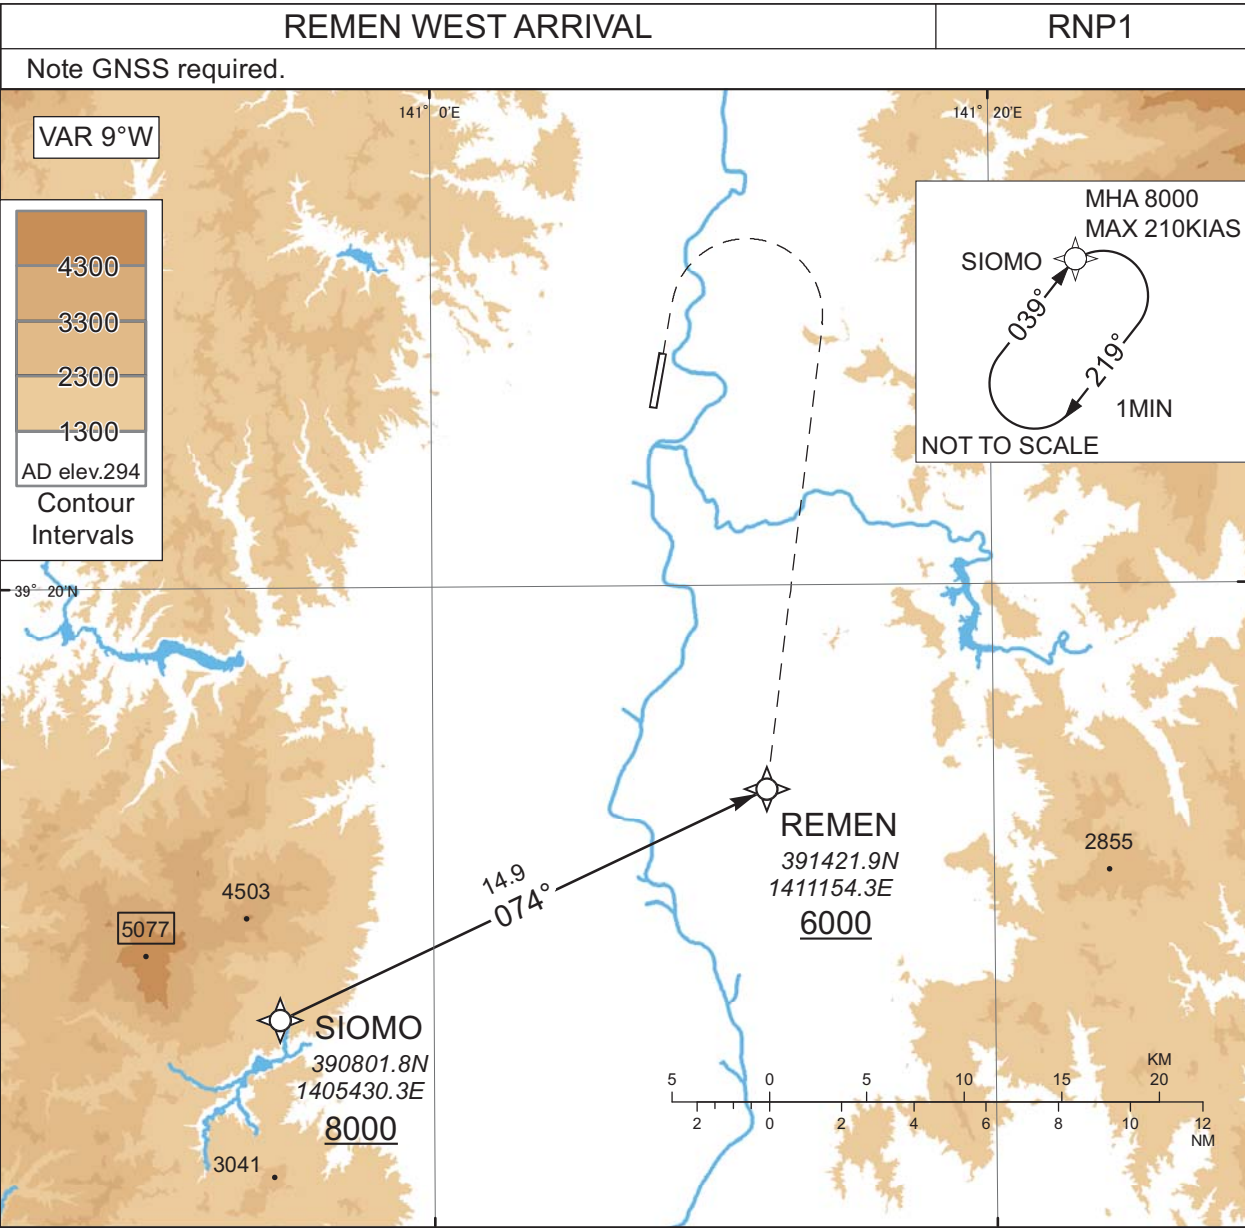 REMEN WEST ARRIVAL
RNP1
Note GNSS required.
141° 0'E
141° 20'E
VAR 9°W
4300
3300
2300
1300
AD elev.294
Contour
Intervals
MHA 8000
MAX 210KIAS
SIOMO
039°
219°
1MIN
NOT TO SCALE
39° 20'N
REMEN
391421.9N
1411154.3E
6000
2855
14.9
074°
4503
5077
SIOMO
390801.8N
1405430.3E
8000
3041
KM
5 0 5 10 15 20
2 0 2 4 6 8 10 12
NM